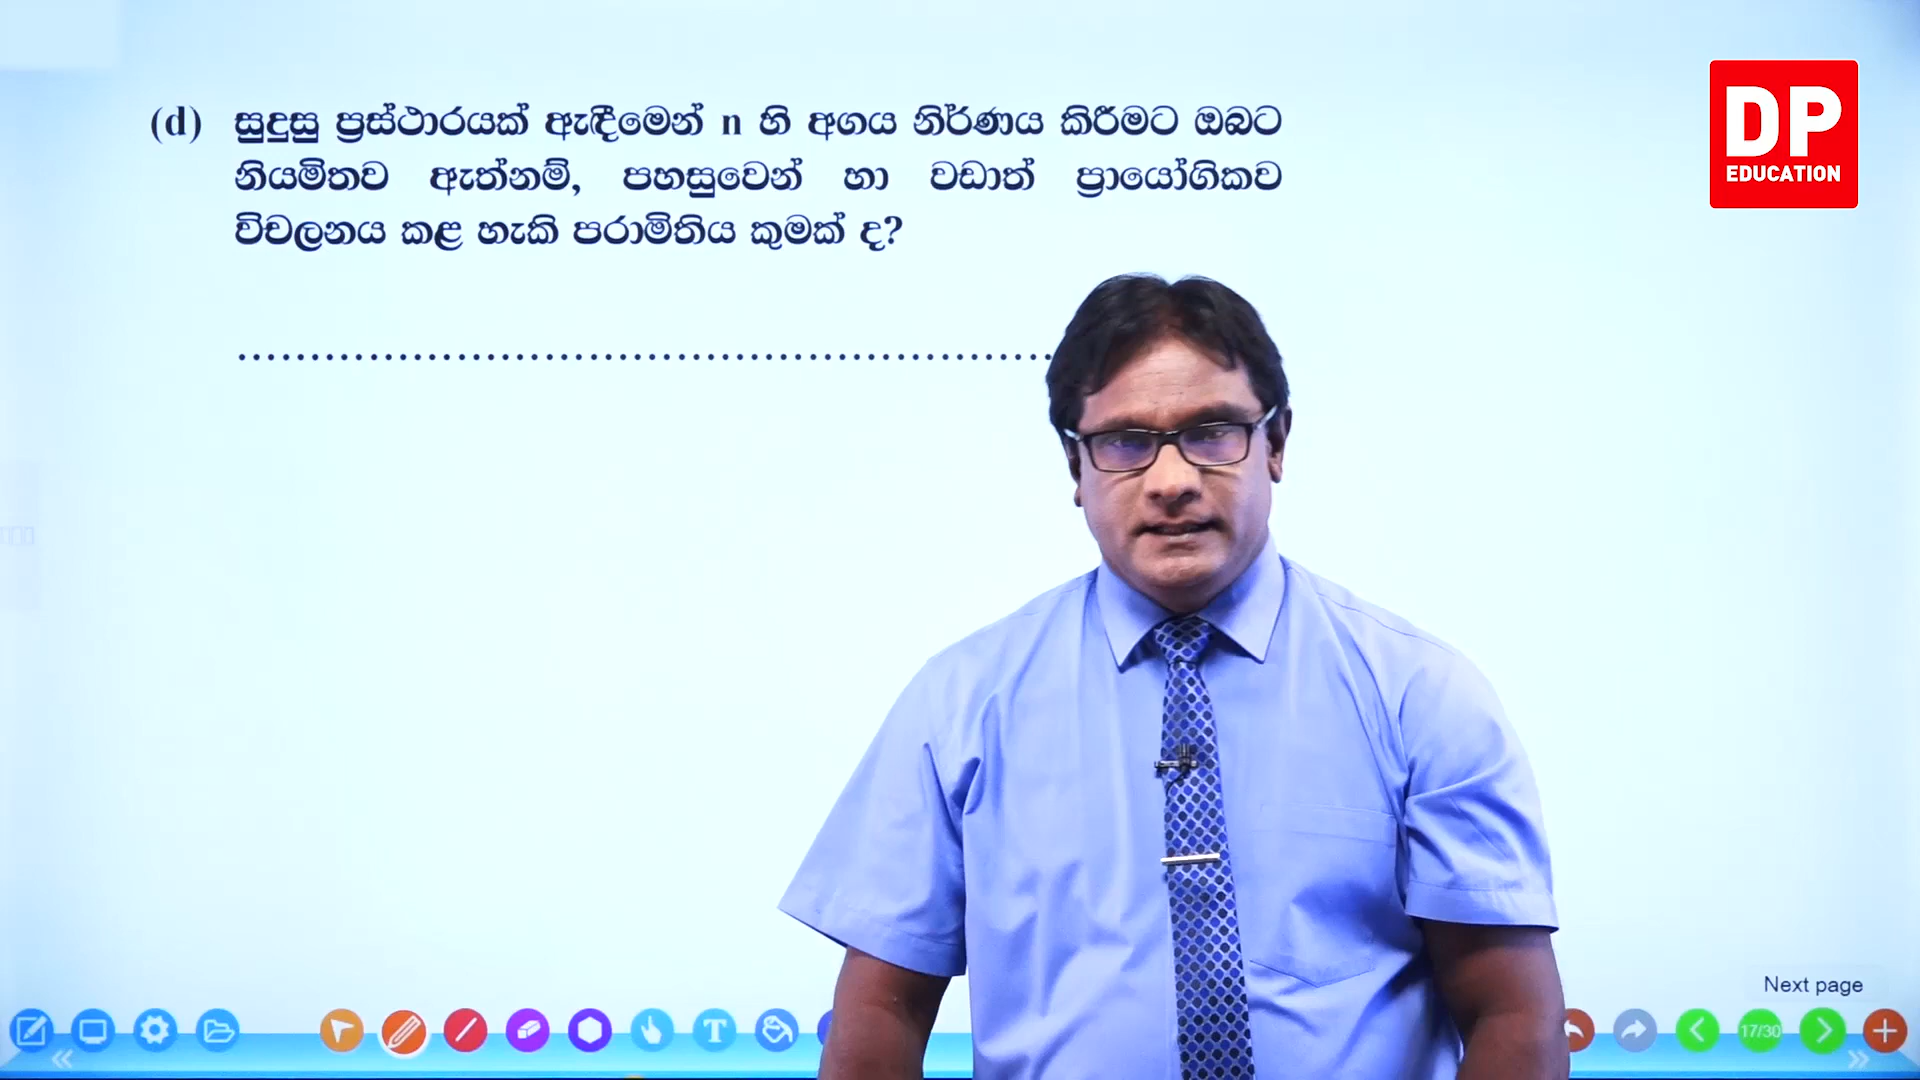 (d) සුදුසු ප්‍රස්ථාරයක් ඇඳීමෙන් n හි අගය නිර්ණය කිරීමට ඔබට
නියමිතව ඇත්නම්, පහසුවෙන් හා වඩාත් ප්‍රායෝගිකව
විචලනය කළ හැකි පරාමිතිය කුමක් ද?
........................................................
DP
EDUCATION
Next page
T
17/30